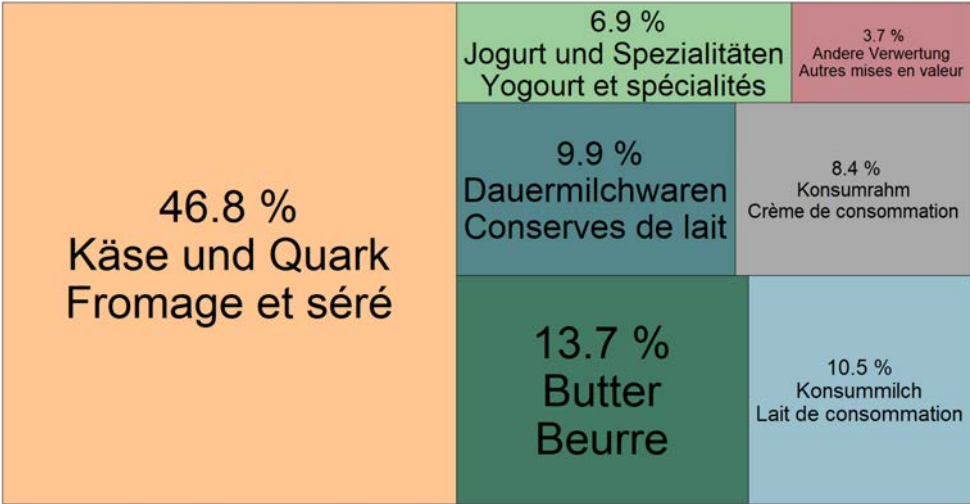 46.8 %
Käse und Quark
Fromage et séré
6.9 %
Jogurt und Spezialitäten
Yogourt et spécialités
3.7 %
Andere Verwertung
Autres mises en valeur
9.9 %
Dauermilchwaren
Conserves de lait
8.4 %
Konsumrahm
Crème de consommation
13.7 %
Butter
Beurre
10.5 %
Konsummilch
Lait de consommation